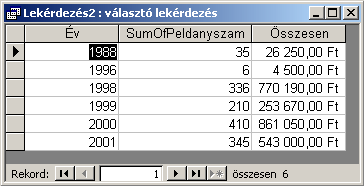 Lekérdezés2 : választó lekérdezés
Év SumOfPeldanyszam Összesen
1988 35 26 250,00 Ft
1996 6 4 500,00 Ft
1998 336 770 190,00 Ft
1999 210 253 670,00 Ft
2000 410 861 050,00 Ft
2001 345 543 000,00 Ft
Rekord: 1 összesen 6